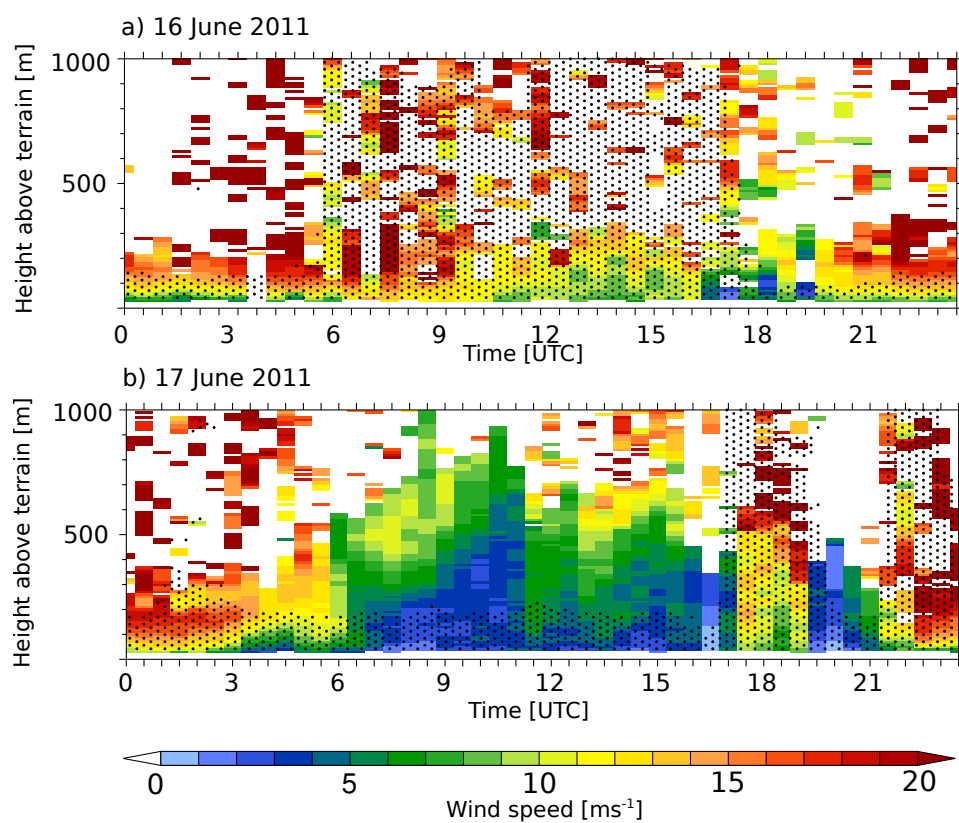 a) 16 June 2011
Height above terrain [m]
1000
500
0 3 6 9 12 15 18 21
Time [UTC]
b) 17 June 2011
Height above terrain [m]
1000
500
0 3 6 9 12 15 18 21
Time [UTC]
0 5 10 15 20
Wind speed [ms⁻¹]